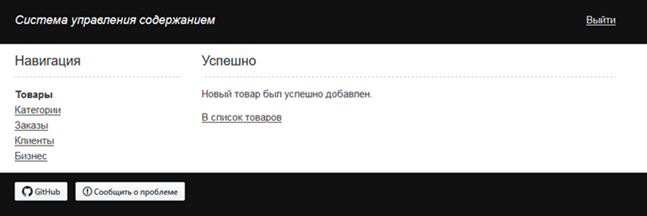 Система управления содержанием
Выйти
Навигация
Успешно
Товары
Категории
Заказы
Клиенты
Бизнес
Новый товар был успешно добавлен.
В список товаров
GitHub
Сообщить о проблеме